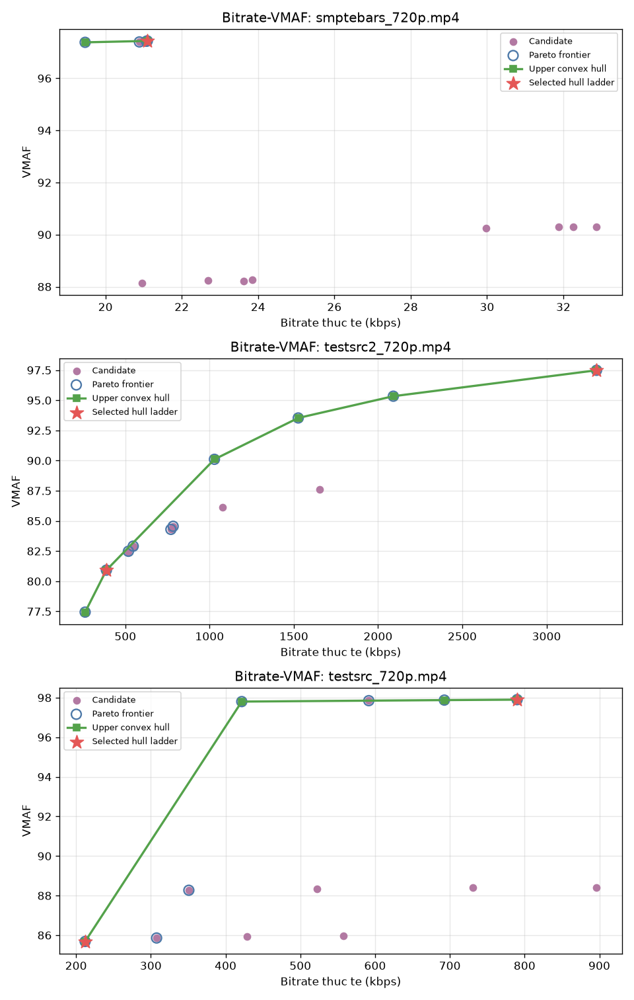 Bitrate-VMAF: smptebars_720p.mp4
Candidate
Pareto frontier
Upper convex hull
Selected hull ladder
VMAF
96
94
92
90
88
20 22 24 26 28 30 32
Bitrate thuc te (kbps)
Bitrate-VMAF: testsrc2_720p.mp4
Candidate
Pareto frontier
Upper convex hull
Selected hull ladder
VMAF
97.5
95.0
92.5
90.0
87.5
85.0
82.5
80.0
77.5
500 1000 1500 2000 2500 3000
Bitrate thuc te (kbps)
Bitrate-VMAF: testsrc_720p.mp4
Candidate
Pareto frontier
Upper convex hull
Selected hull ladder
VMAF
98
96
94
92
90
88
86
200 300 400 500 600 700 800 900
Bitrate thuc te (kbps)